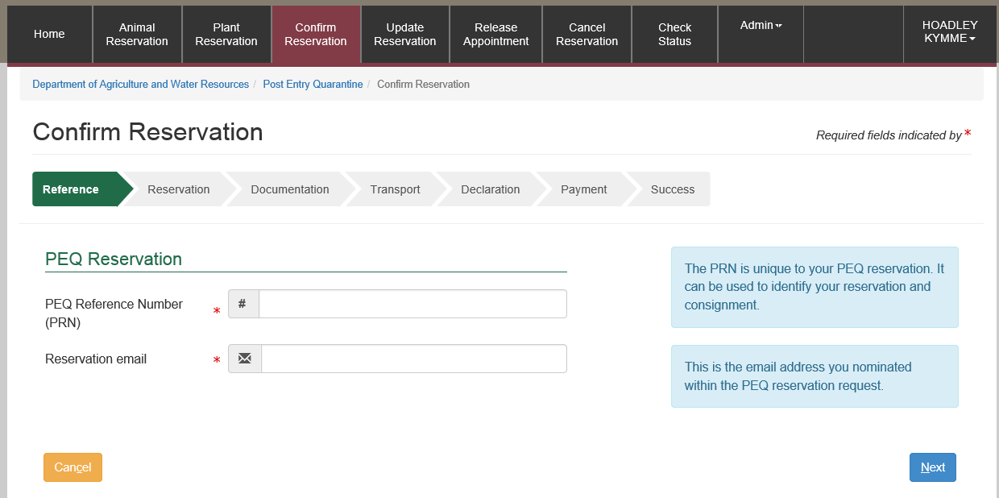 Home
Animal
Reservation
Plant
Reservation
Confirm
Reservation
Update
Reservation
Release
Appointment
Cancel
Reservation
Check
Status
Admin
HOADLEY
KYMME
Department of Agriculture and Water Resources / Post Entry Quarantine / Confirm Reservation
Confirm Reservation
Required fields indicated by *
Reference
Reservation
Documentation
Transport
Declaration
Payment
Success
PEQ Reservation
PEQ Reference Number
(PRN)
*
#
The PRN is unique to your PEQ reservation. It
can be used to identify your reservation and
consignment.
Reservation email *
This is the email address you nominated
within the PEQ reservation request.
Cancel
Next